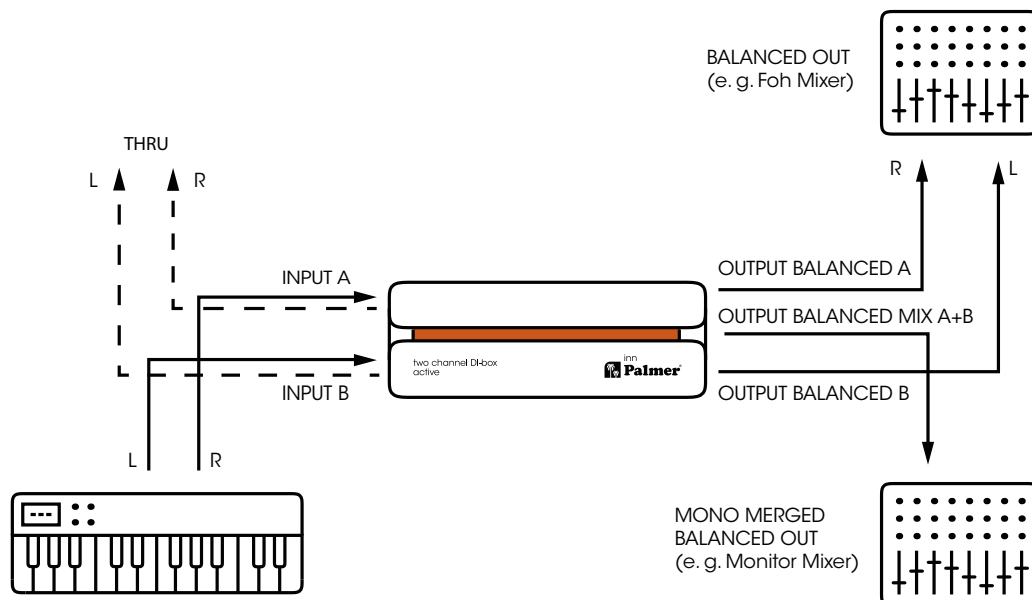 BALANCED OUT
(e. g. Foh Mixer)
THRU
L
R
R
L
INPUT A
OUTPUT BALANCED A
OUTPUT BALANCED MIX A+B
two channel DI-box
active
inn
Palmer
INPUT B
OUTPUT BALANCED B
L
R
---
MONO MERGED
BALANCED OUT
(e. g. Monitor Mixer)